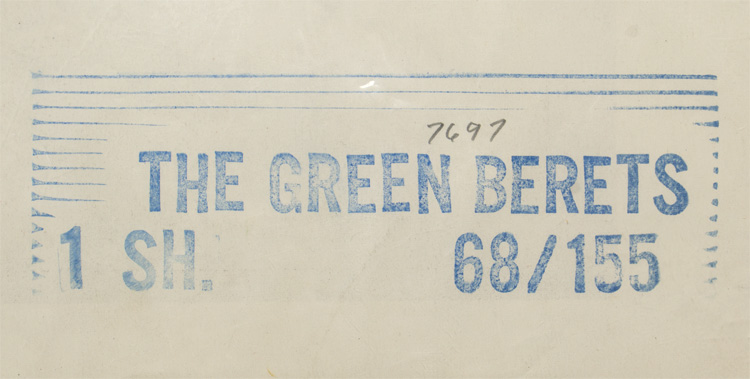 7697
THE GREEN BERETS
1 SH. 68/155